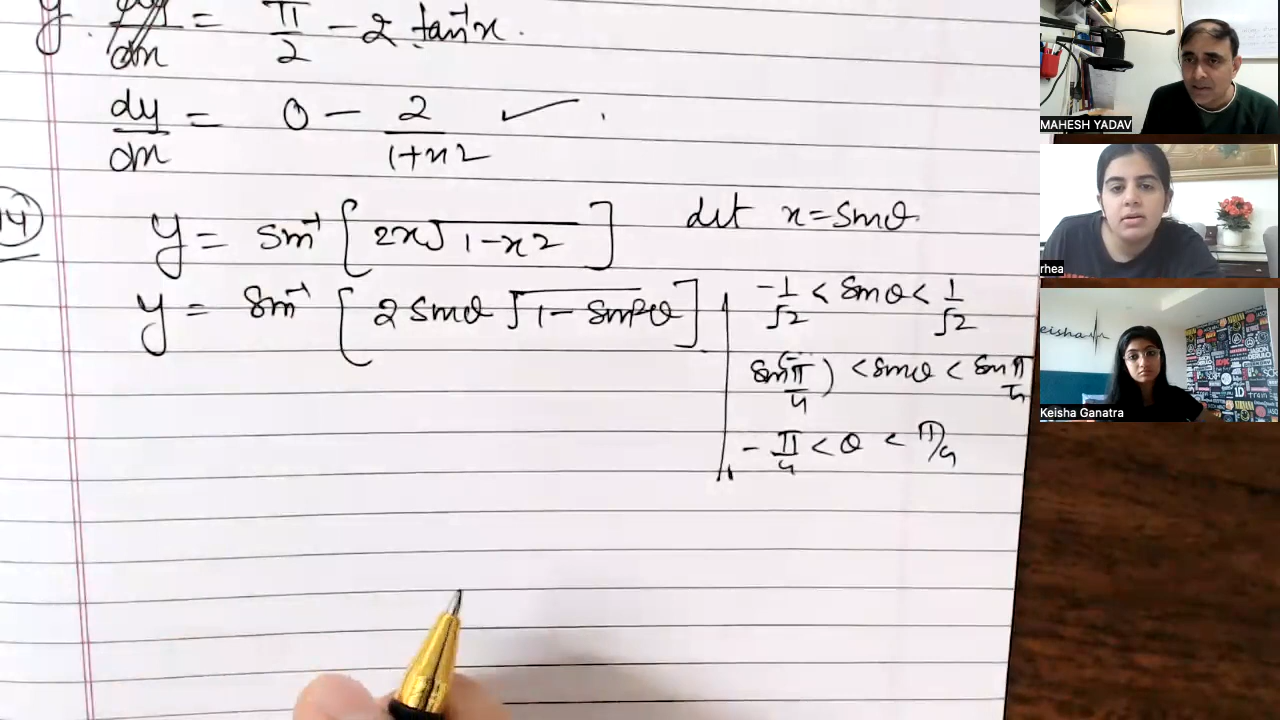 y. dy/dx = π/2 - 2 tan⁻¹x.
dy/dx = 0 - 2/(1+x2) ✓ .
14
y = sin⁻¹ [2x√1-x2] let x = sinθ.
y = sin⁻¹ [2 sinθ √1-sin2θ]
-1/√2 < sinθ < 1/√2
sin(-π/4) < sinθ < sin π/4
-π/4 < θ < π/4
MAHESH YADAV
rhea
eisha
Keisha Ganatra